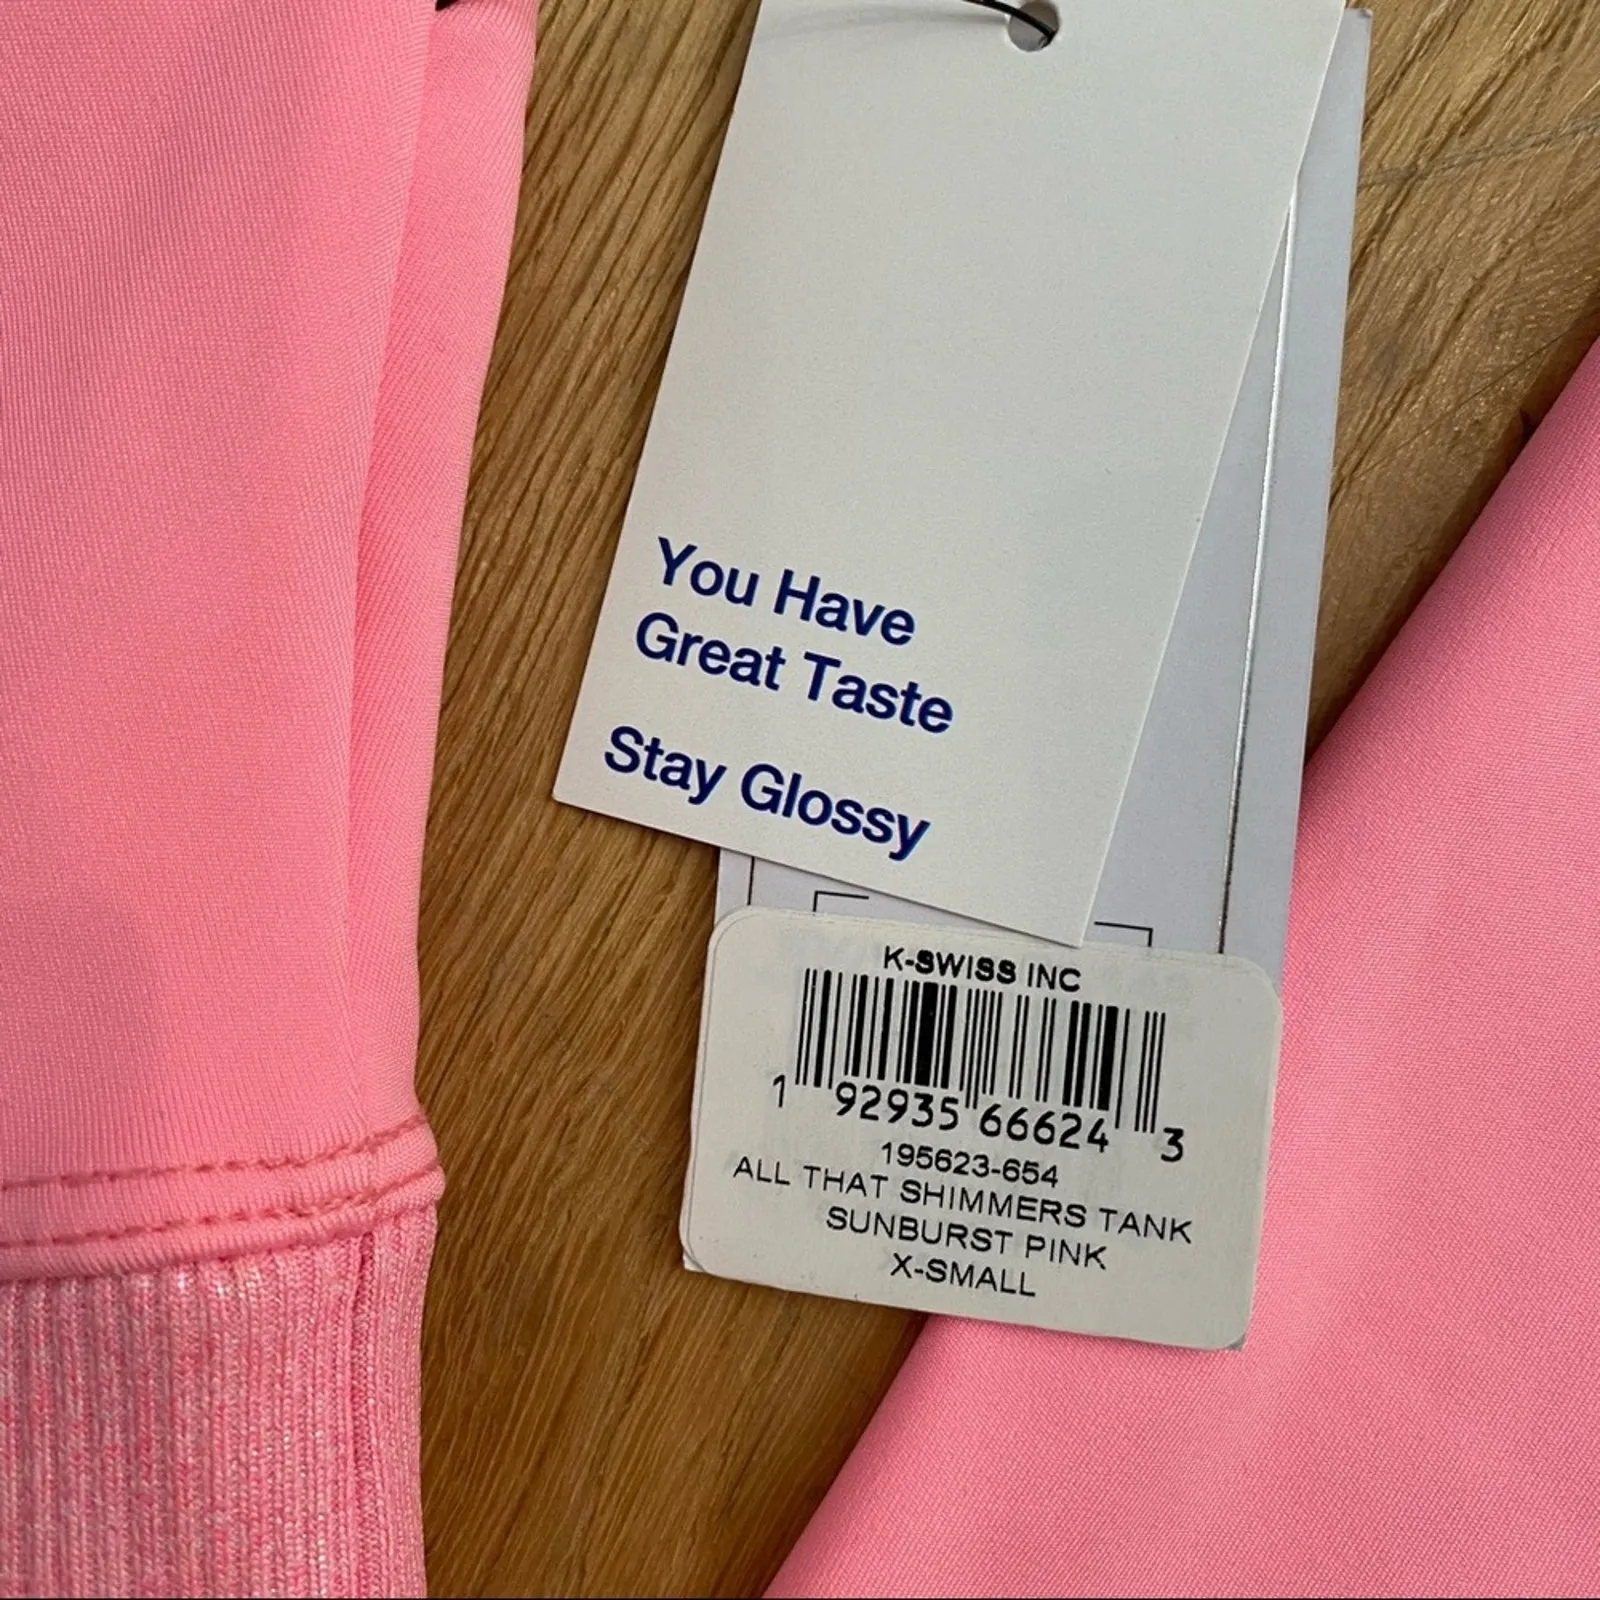 You Have
Great Taste
Stay Glossy
K-SWISS INC
1 92935 66624 3
195623-654
ALL THAT SHIMMERS TANK
SUNBURST PINK
X-SMALL